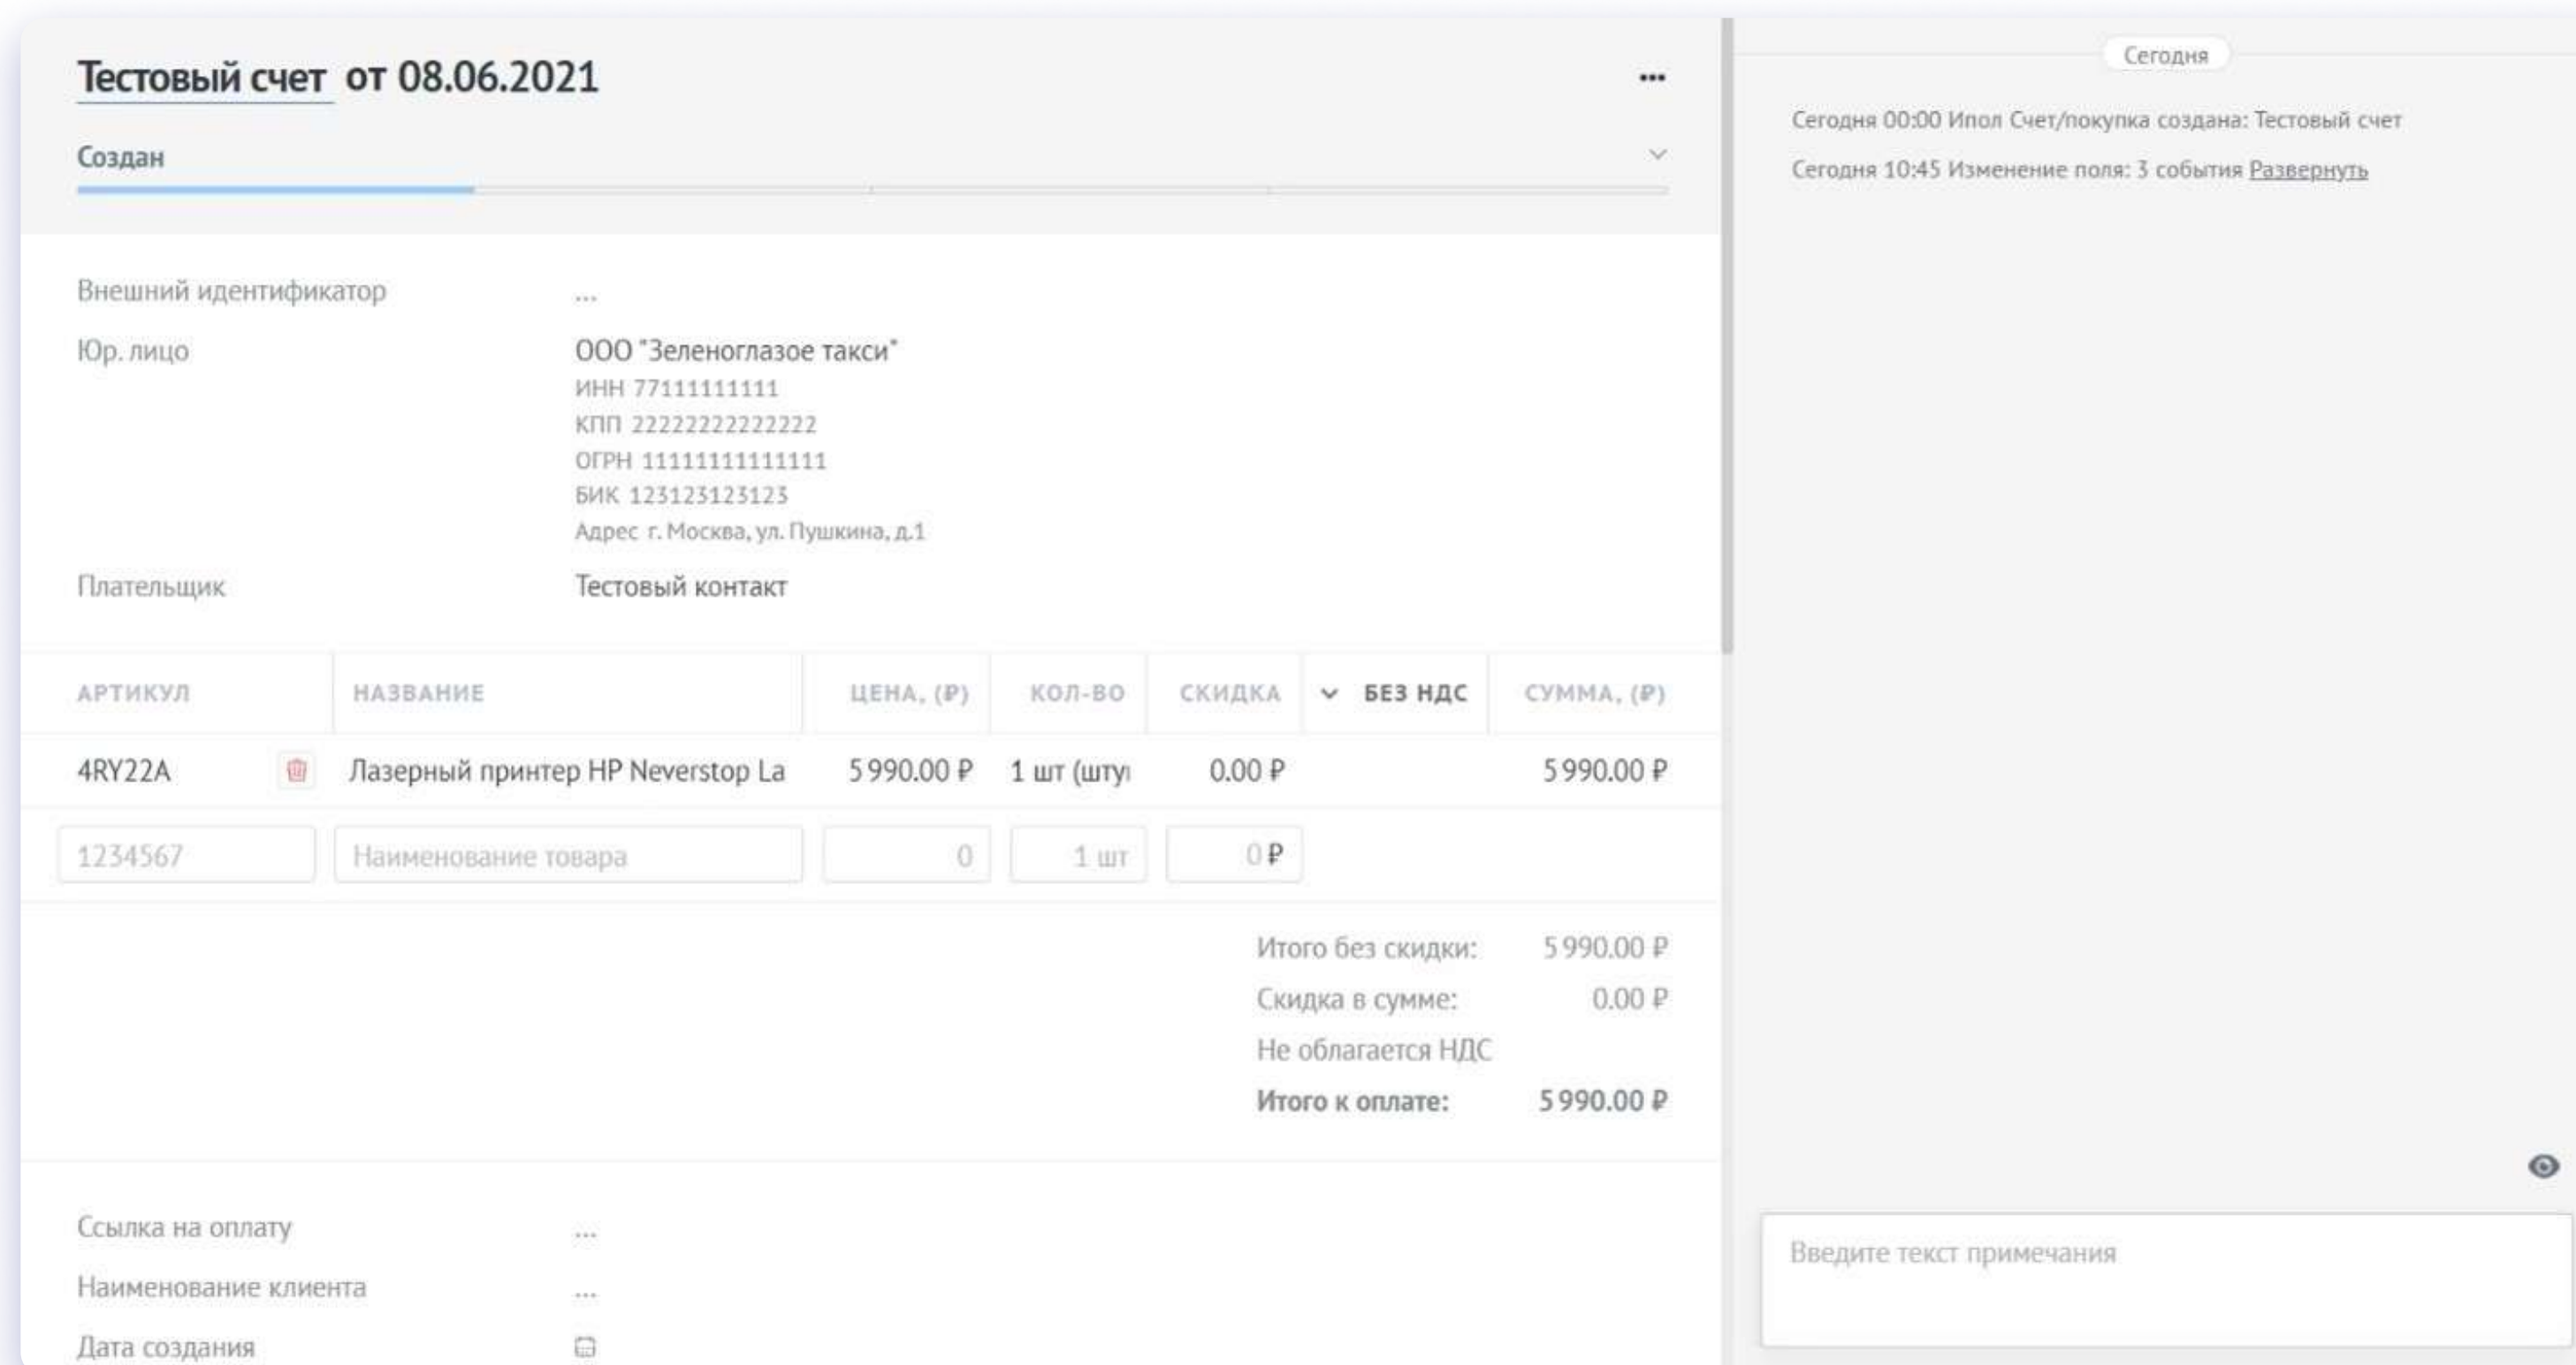 Тестовый счет от 08.06.2021
Создан
Внешний идентификатор ...
Юр. лицо ООО "Зеленоглазое такси"
ИНН 77111111111
КПП 22222222222222
ОГРН 11111111111111
БИК 123123123123
Адрес г. Москва, ул. Пушкина, д.1
Плательщик Тестовый контакт
АРТИКУЛ НАЗВАНИЕ ЦЕНА, (₽) КОЛ-ВО СКИДКА БЕЗ НДС СУММА, (₽)
4RY22A Лазерный принтер HP Neverstop La 5 990.00 ₽ 1 шт (шту 0.00 ₽ 5 990.00 ₽
1234567 Наименование товара 0 1 шт 0 ₽
Итого без скидки: 5 990.00 ₽
Скидка в сумме: 0.00 ₽
Не облагается НДС
Итого к оплате: 5 990.00 ₽
Ссылка на оплату ...
Наименование клиента ...
Дата создания
Сегодня
Сегодня 00:00 Ипол Счет/покупка создана: Тестовый счет
Сегодня 10:45 Изменение поля: 3 события Развернуть
Введите текст примечания